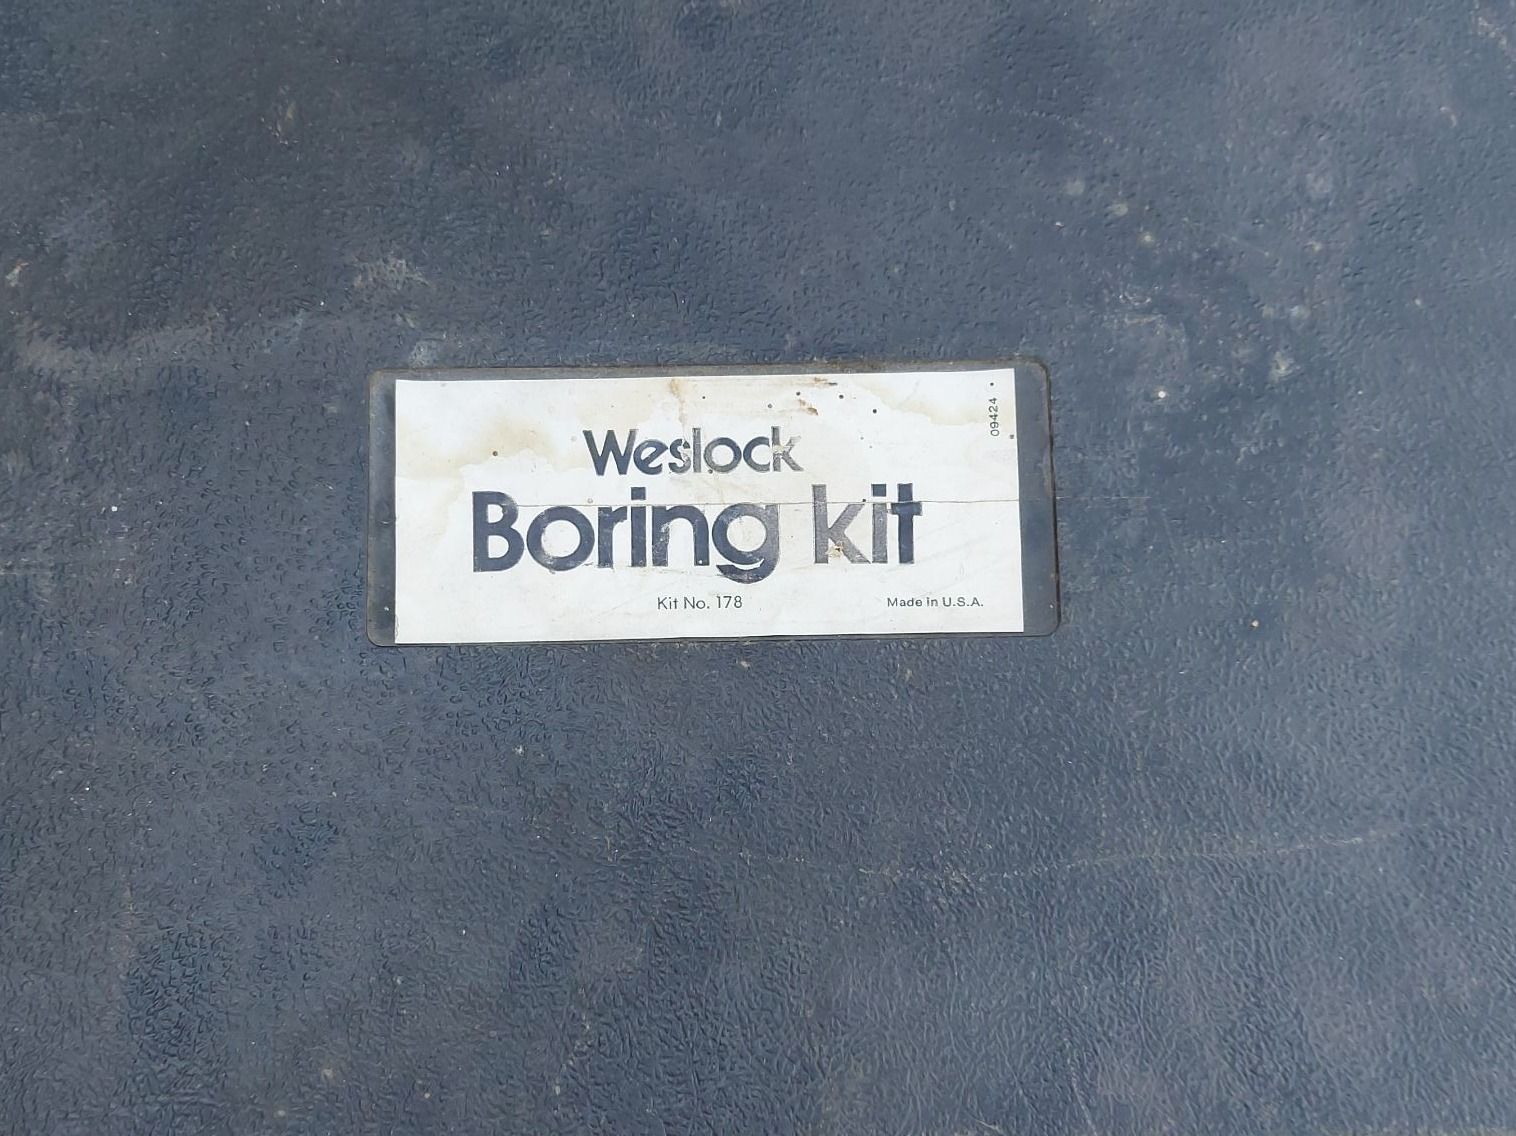 09424
Weslock
Boring kit
Kit No. 178
Made in U.S.A.